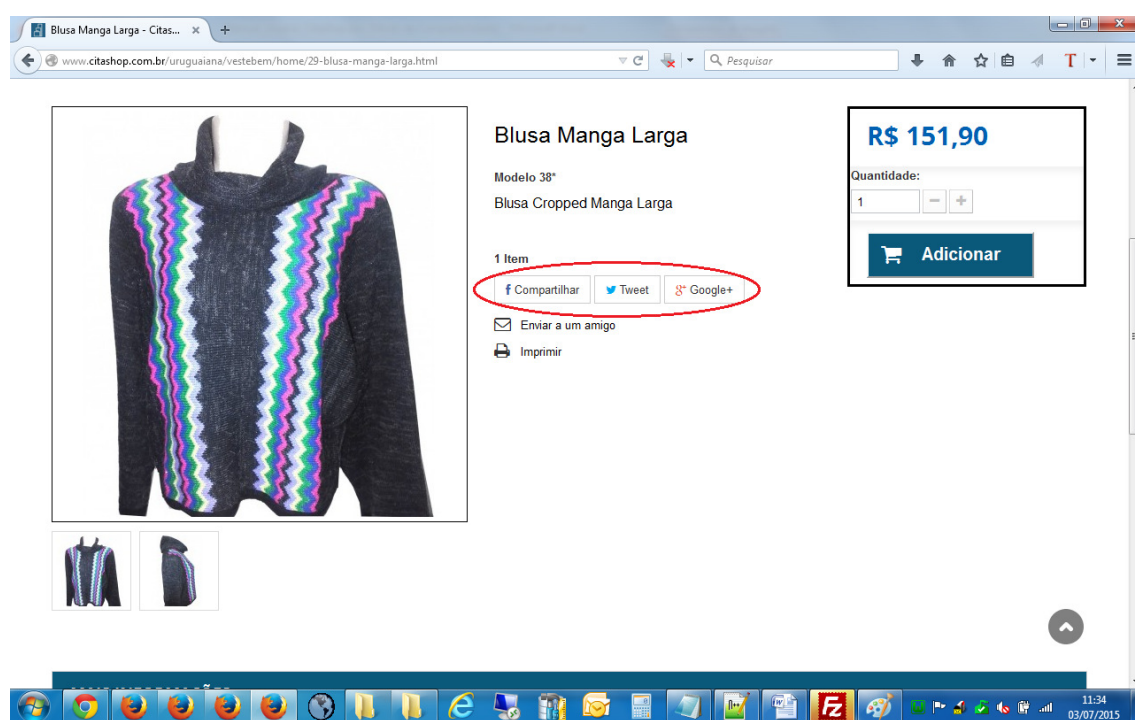 Blusa Manga Larga - Citas...
www.citashop.com.br/uruguaiana/vestebem/home/29-blusa-manga-larga.html
Pesquisar
Blusa Manga Larga
Modelo 38"
Blusa Cropped Manga Larga
1 Item
Compartilhar
Tweet
Google+
Enviar a um amigo
Imprimir
R$ 151,90
Quantidade:
1
Adicionar
11:34
03/07/2015